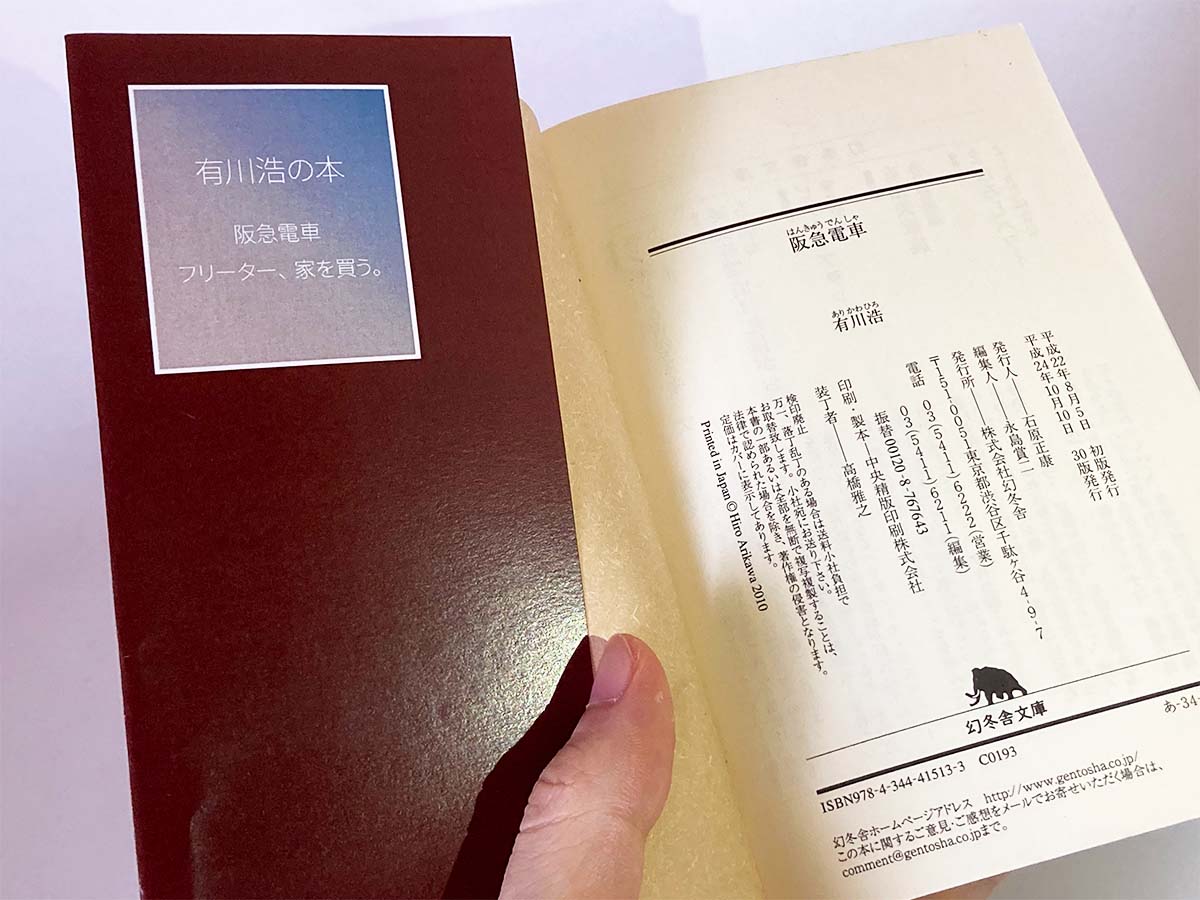 有川浩の本
阪急電車
フリーター、家を買う。
はんきゅうでんしゃ
阪急電車
ありかわひろ
有川浩
平成22年8月5日 初版発行
平成24年10月10日 30版発行
発行人――石原正康
編集人――永島賞二
発行所――株式会社幻冬舎
〒151-0051東京都渋谷区千駄ヶ谷4-9-7
電話 03(5411)6222(営業)
03(5411)6211(編集)
振替00120-8-767643
印刷・製本――中央精版印刷株式会社
装丁者――高橋雅之
検印廃止
万一、落丁乱丁のある場合は送料小社負担で
お取替致します。小社宛にお送り下さい。
本書の一部あるいは全部を無断で複写複製することは、
法律で認められた場合を除き、著作権の侵害となります。
定価はカバーに表示してあります。
Printed in Japan © Hiro Arikawa 2010
幻冬舎文庫
あ-34-
ISBN978-4-344-41513-3 C0193
幻冬舎ホームページアドレス http://www.gentosha.co.jp/
この本に関するご意見・ご感想をメールでお寄せいただく場合は、
comment@gentosha.co.jpまで。